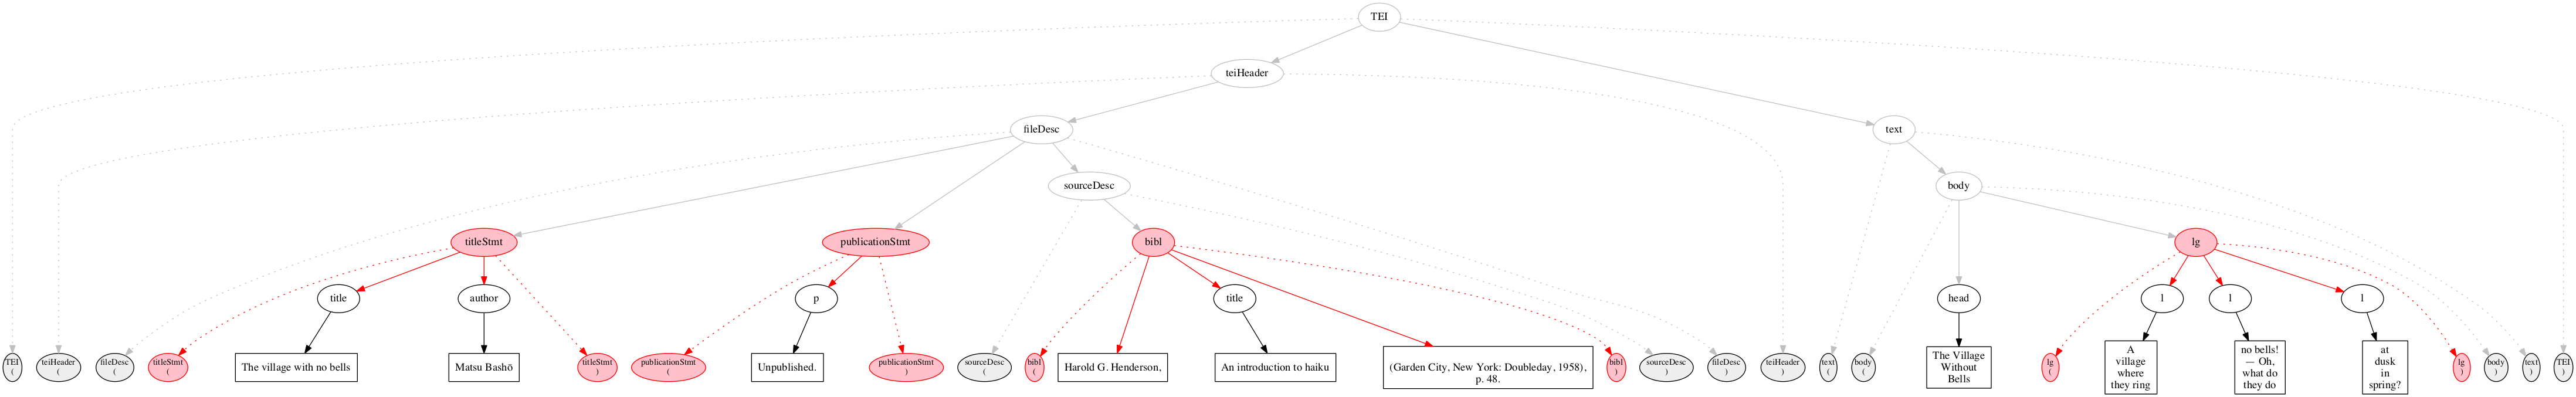 TEI
teiHeader
fileDesc
text
sourceDesc
body
titleStmt
publicationStmt
bibl
lg
title
author
p
title
head
l
l
l
TEI
(
teiHeader
(
fileDesc
(
titleStmt
(
The village with no bells
Matsu Bashō
titleStmt
)
publicationStmt
(
Unpublished.
publicationStmt
)
sourceDesc
(
bibl
(
Harold G. Henderson,
An introduction to haiku
(Garden City, New York: Doubleday, 1958),
p. 48.
bibl
)
sourceDesc
)
fileDesc
)
teiHeader
)
text
(
body
(
The Village
Without
Bells
lg
(
A
village
where
they ring
no bells!
— Oh,
what do
they do
at
dusk
in
spring?
lg
)
body
)
text
)
TEI
)